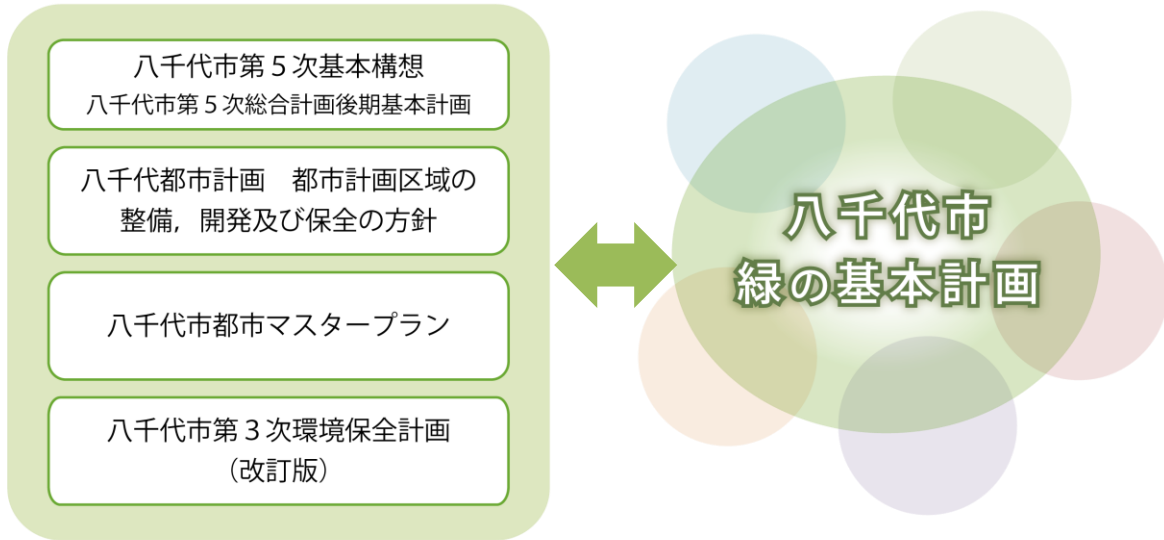 八千代市第５次基本構想
八千代市第５次総合計画後期基本計画
八千代都市計画　都市計画区域の
整備，開発及び保全の方針
八千代市都市マスタープラン
八千代市第３次環境保全計画
（改訂版）
八千代市
緑の基本計画